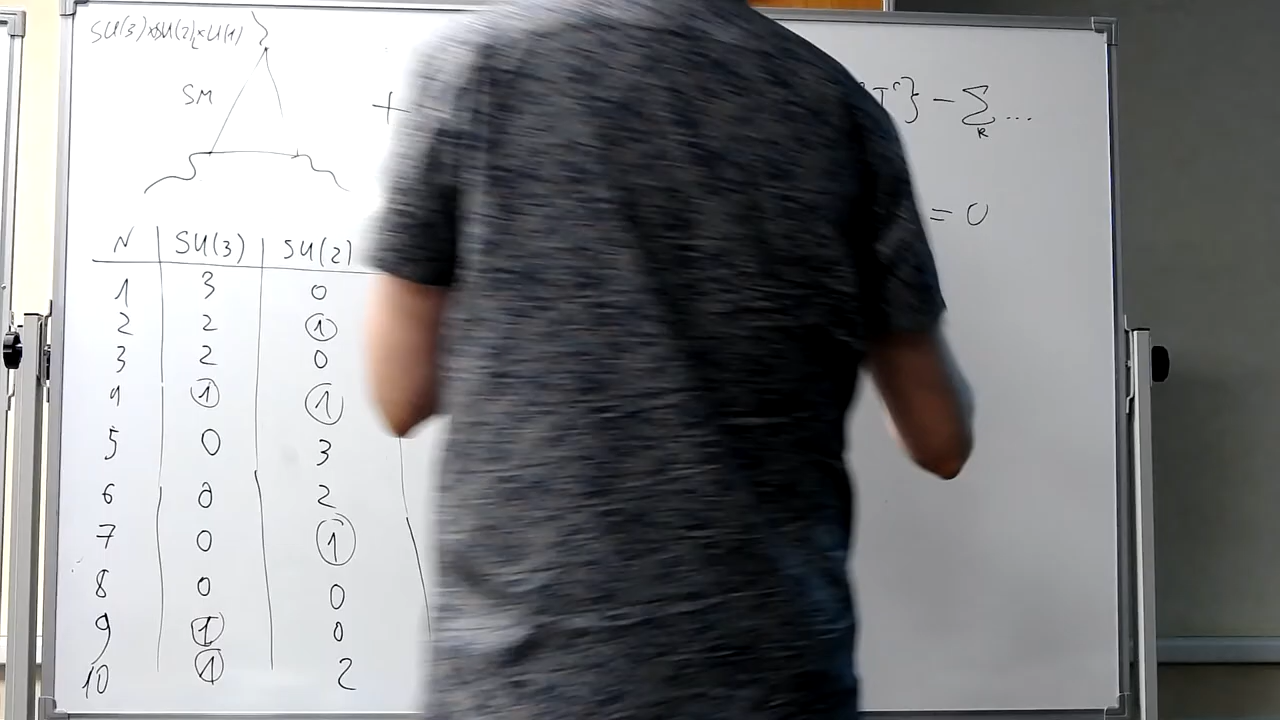 SU(3)×SU(2)_L×U(1)
SM
+
} − Σ ...
R
= 0
N SU(3) SU(2)
1 3 0
2 2 1
3 2 0
4 1 1
5 0 3
6 0 2
7 0 1
8 0 0
9 1 0
10 1 2